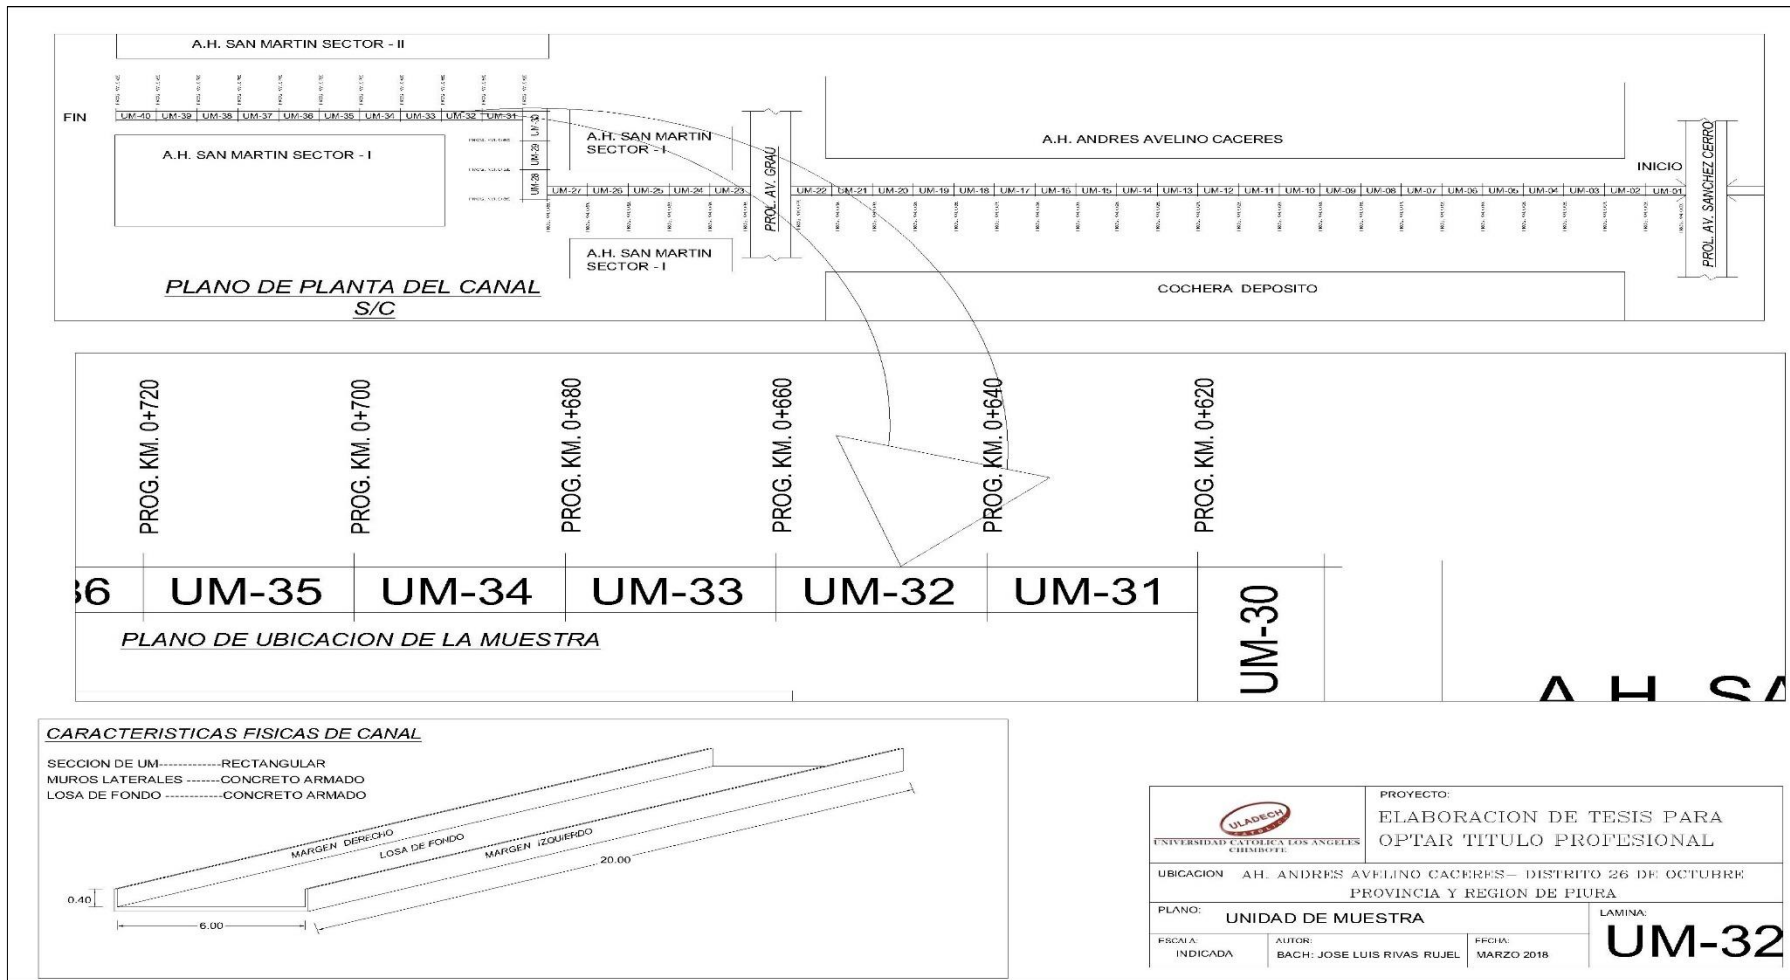 A.H. SAN MARTIN SECTOR - II
FIN
UM-40 UM-39 UM-38 UM-37 UM-36 UM-35 UM-34 UM-33 UM-32 UM-31
UM-30
UM-29
UM-28
A.H. SAN MARTIN SECTOR - I
A.H. SAN MARTIN
SECTOR - I
UM-27 UM-26 UM-25 UM-24 UM-23
A.H. SAN MARTIN
SECTOR - I
PROL. AV. GRAU
A.H. ANDRES AVELINO CACERES
INICIO
UM-22 UM-21 UM-20 UM-19 UM-18 UM-17 UM-16 UM-15 UM-14 UM-13 UM-12 UM-11 UM-10 UM-09 UM-08 UM-07 UM-06 UM-05 UM-04 UM-03 UM-02 UM-01
PROL. AV. SANCHEZ CERRO
COCHERA DEPOSITO
PLANO DE PLANTA DEL CANAL
S/C
PROG. KM. 0+720
PROG. KM. 0+700
PROG. KM. 0+680
PROG. KM. 0+660
PROG. KM. 0+640
PROG. KM. 0+620
36 UM-35 UM-34 UM-33 UM-32 UM-31
UM-30
PLANO DE UBICACION DE LA MUESTRA
A.H. SA
CARACTERISTICAS FISICAS DE CANAL
SECCION DE UM-----------RECTANGULAR
MUROS LATERALES ------CONCRETO ARMADO
LOSA DE FONDO ----------CONCRETO ARMADO
MARGEN DERECHO
LOSA DE FONDO
MARGEN IZQUIERDO
20.00
0.40
6.00
ULADECH
CATOLICA
UNIVERSIDAD CATOLICA LOS ANGELES
CHIMBOTE
PROYECTO:
ELABORACION DE TESIS PARA
OPTAR TITULO PROFESIONAL
UBICACION AH. ANDRES AVELINO CACERES- DISTRITO 26 DE OCTUBRE
PROVINCIA Y REGION DE PIURA
PLANO:
UNIDAD DE MUESTRA
LAMINA:
UM-32
ESCALA:
INDICADA
AUTOR:
BACH: JOSE LUIS RIVAS RUJEL
FECHA:
MARZO 2018